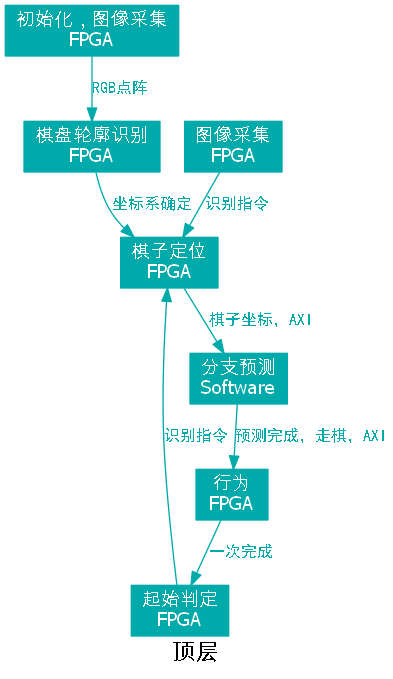 初始化，图像采集
FPGA
RGB点阵
棋盘轮廓识别
FPGA
图像采集
FPGA
坐标系确定
识别指令
棋子定位
FPGA
棋子坐标，AXI
分支预测
Software
识别指令
预测完成，走棋，AXI
行为
FPGA
一次完成
起始判定
FPGA
顶层